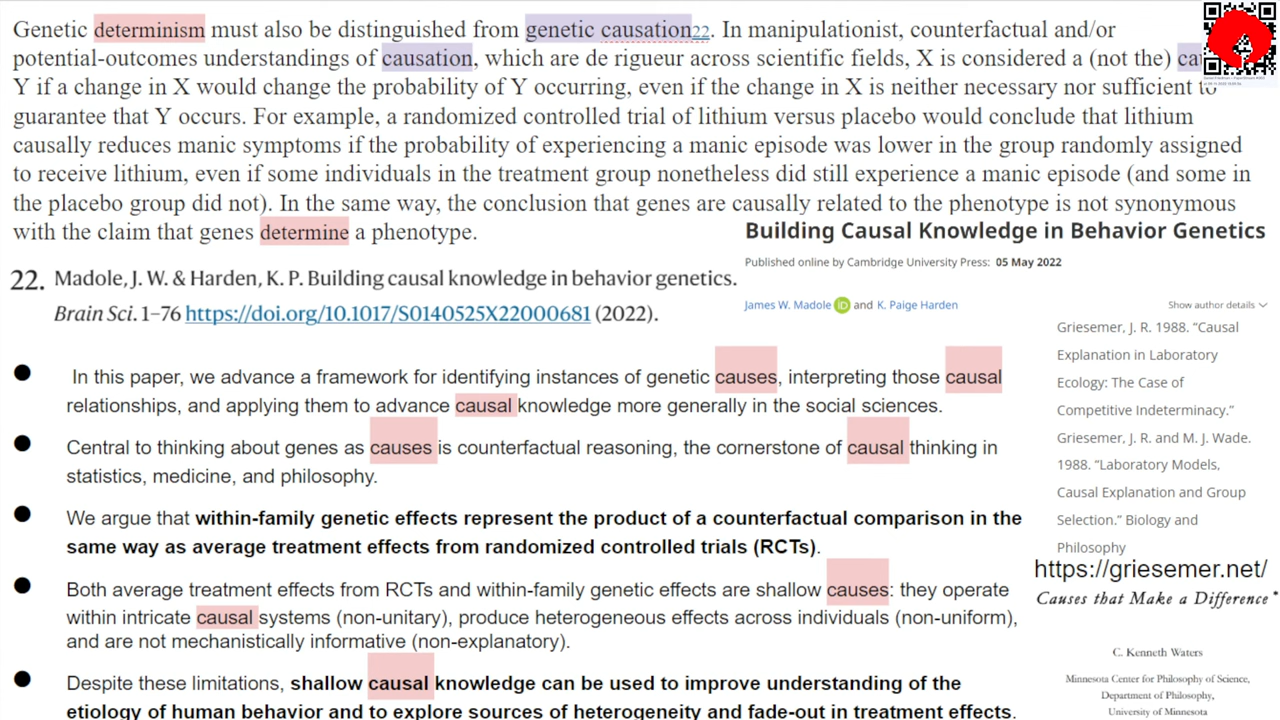 Genetic determinism must also be distinguished from genetic causation22. In manipulationist, counterfactual and/or
potential-outcomes understandings of causation, which are de rigueur across scientific fields, X is considered a (not the) cau
Y if a change in X would change the probability of Y occurring, even if the change in X is neither necessary nor sufficient to
guarantee that Y occurs. For example, a randomized controlled trial of lithium versus placebo would conclude that lithium
causally reduces manic symptoms if the probability of experiencing a manic episode was lower in the group randomly assigned
to receive lithium, even if some individuals in the treatment group nonetheless did still experience a manic episode (and some in
the placebo group did not). In the same way, the conclusion that genes are causally related to the phenotype is not synonymous
with the claim that genes determine a phenotype.
Building Causal Knowledge in Behavior Genetics
Published online by Cambridge University Press: 05 May 2022
James W. Madole iD and K. Paige Harden
Show author details
22. Madole, J. W. & Harden, K. P. Building causal knowledge in behavior genetics.
Brain Sci. 1–76 https://doi.org/10.1017/S0140525X22000681 (2022).
● In this paper, we advance a framework for identifying instances of genetic causes, interpreting those causal
relationships, and applying them to advance causal knowledge more generally in the social sciences.
● Central to thinking about genes as causes is counterfactual reasoning, the cornerstone of causal thinking in
statistics, medicine, and philosophy.
● We argue that within-family genetic effects represent the product of a counterfactual comparison in the
same way as average treatment effects from randomized controlled trials (RCTs).
● Both average treatment effects from RCTs and within-family genetic effects are shallow causes: they operate
within intricate causal systems (non-unitary), produce heterogeneous effects across individuals (non-uniform),
and are not mechanistically informative (non-explanatory).
● Despite these limitations, shallow causal knowledge can be used to improve understanding of the
etiology of human behavior and to explore sources of heterogeneity and fade-out in treatment effects.
Griesemer, J. R. 1988. “Causal
Explanation in Laboratory
Ecology: The Case of
Competitive Indeterminacy.”
Griesemer, J. R. and M. J. Wade.
1988. “Laboratory Models,
Causal Explanation and Group
Selection.” Biology and
Philosophy
https://griesemer.net/
Causes that Make a Difference*
C. Kenneth Waters
Minnesota Center for Philosophy of Science,
Department of Philosophy,
University of Minnesota